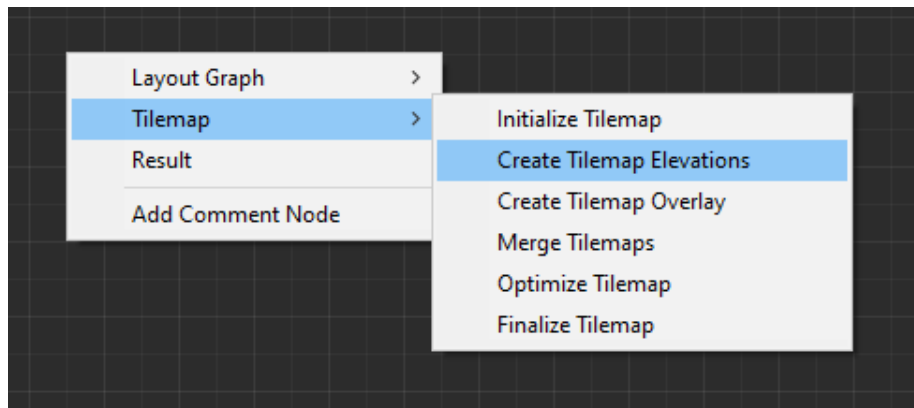 Layout Graph
Tilemap
Result
Add Comment Node
Initialize Tilemap
Create Tilemap Elevations
Create Tilemap Overlay
Merge Tilemaps
Optimize Tilemap
Finalize Tilemap